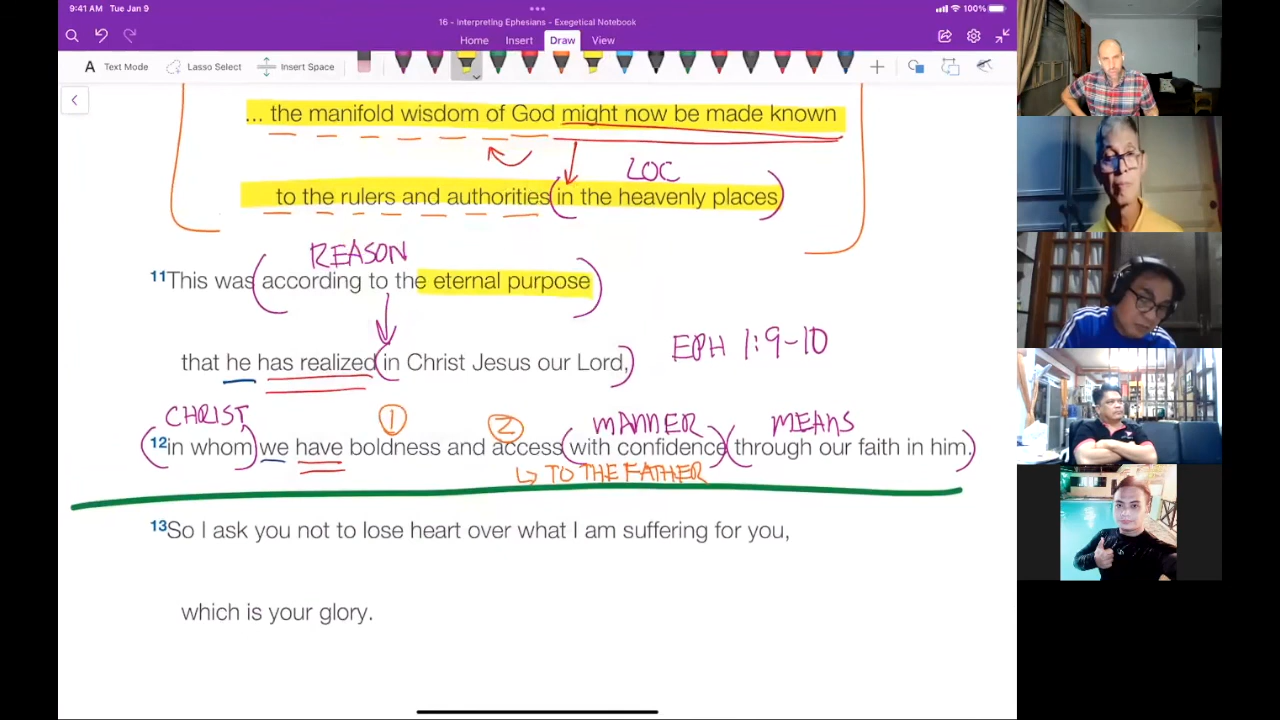 9:41 AM Tue Jan 9
100%
16 - Interpreting Ephesians - Exegetical Notebook
Home Insert Draw View
A Text Mode Lasso Select Insert Space
... the manifold wisdom of God might now be made known
LOC
to the rulers and authorities (in the heavenly places)
REASON
11This was (according to the eternal purpose)
EPH 1:9-10
that he has realized (in Christ Jesus our Lord,)
CHRIST 1 2 MANNER MEANS
(12in whom) we have boldness and access (with confidence) (through our faith in him.)
↳ TO THE FATHER
13So I ask you not to lose heart over what I am suffering for you,
which is your glory.